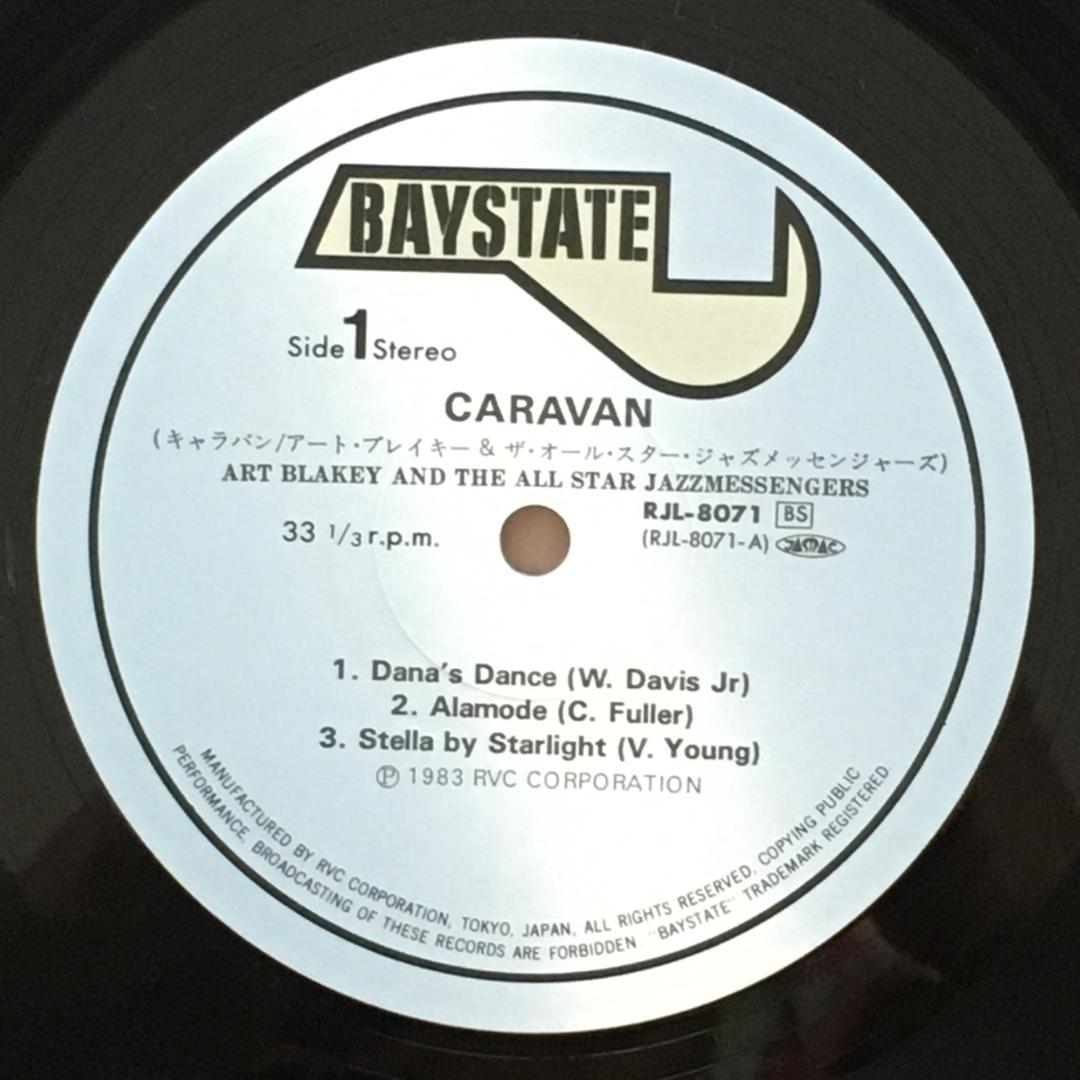 BAYSTATE
Side 1 Stereo
CARAVAN
(キャラバン/アート・ブレイキー & ザ・オール・スター・ジャズメッセンジャーズ)
ART BLAKEY AND THE ALL STAR JAZZMESSENGERS
33 1/3 r.p.m.
RJL-8071 BS
(RJL-8071-A) JASRAC
1. Dana's Dance (W. Davis Jr)
2. Alamode (C. Fuller)
3. Stella by Starlight (V. Young)
℗ 1983 RVC CORPORATION
MANUFACTURED BY RVC CORPORATION, TOKYO, JAPAN, ALL RIGHTS RESERVED, COPYING PUBLIC
PERFORMANCE, BROADCASTING OF THESE RECORDS ARE FORBIDDEN. "BAYSTATE" TRADEMARK REGISTERED.